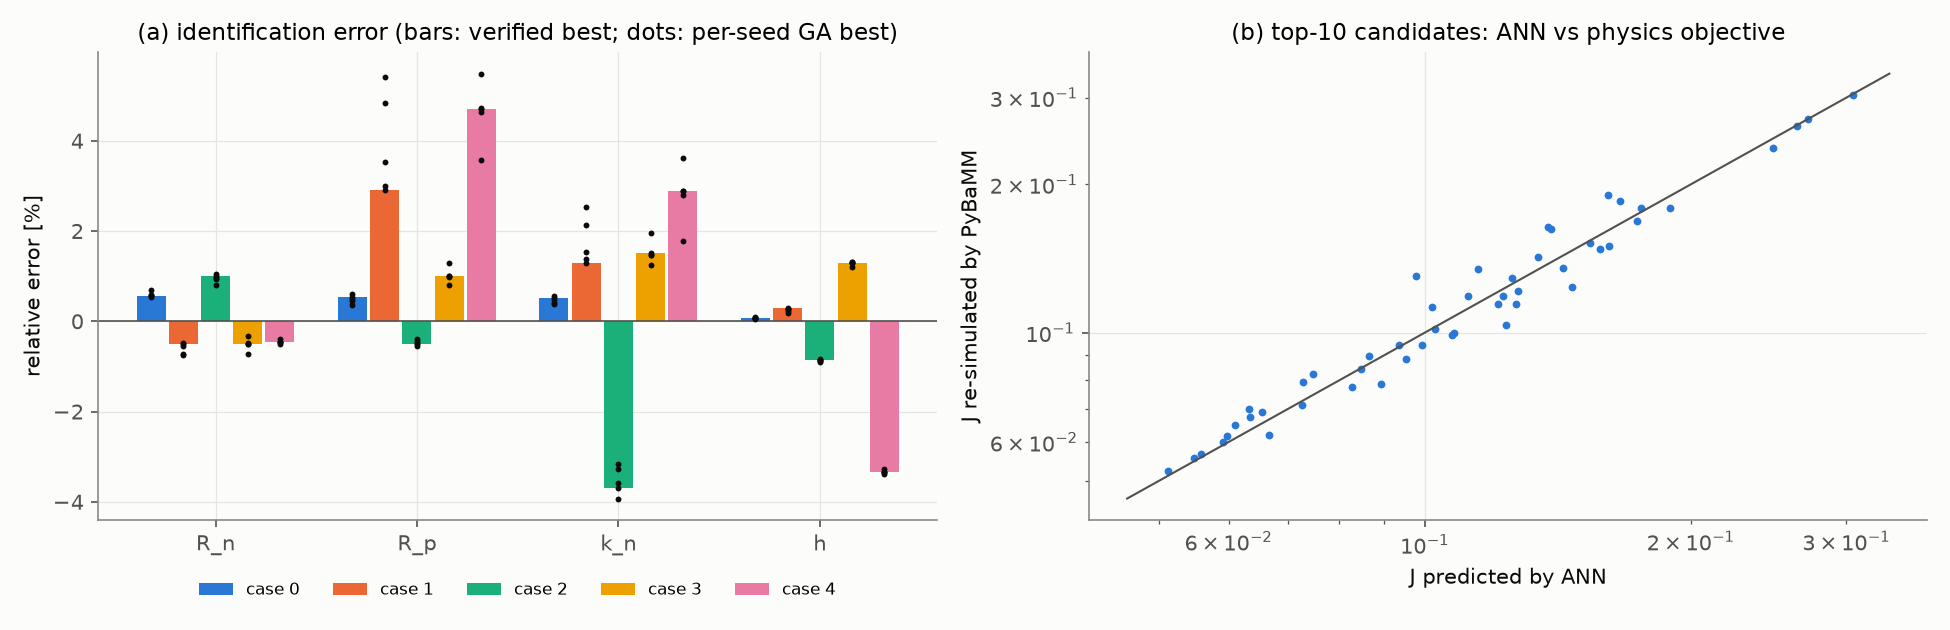 (a) identification error (bars: verified best; dots: per-seed GA best)
relative error [%]
4
2
0
−2
−4
R_n
R_p
k_n
h
case 0
case 1
case 2
case 3
case 4
(b) top-10 candidates: ANN vs physics objective
J re-simulated by PyBaMM
3 × 10⁻¹
2 × 10⁻¹
10⁻¹
6 × 10⁻²
6 × 10⁻²
10⁻¹
2 × 10⁻¹
3 × 10⁻¹
J predicted by ANN